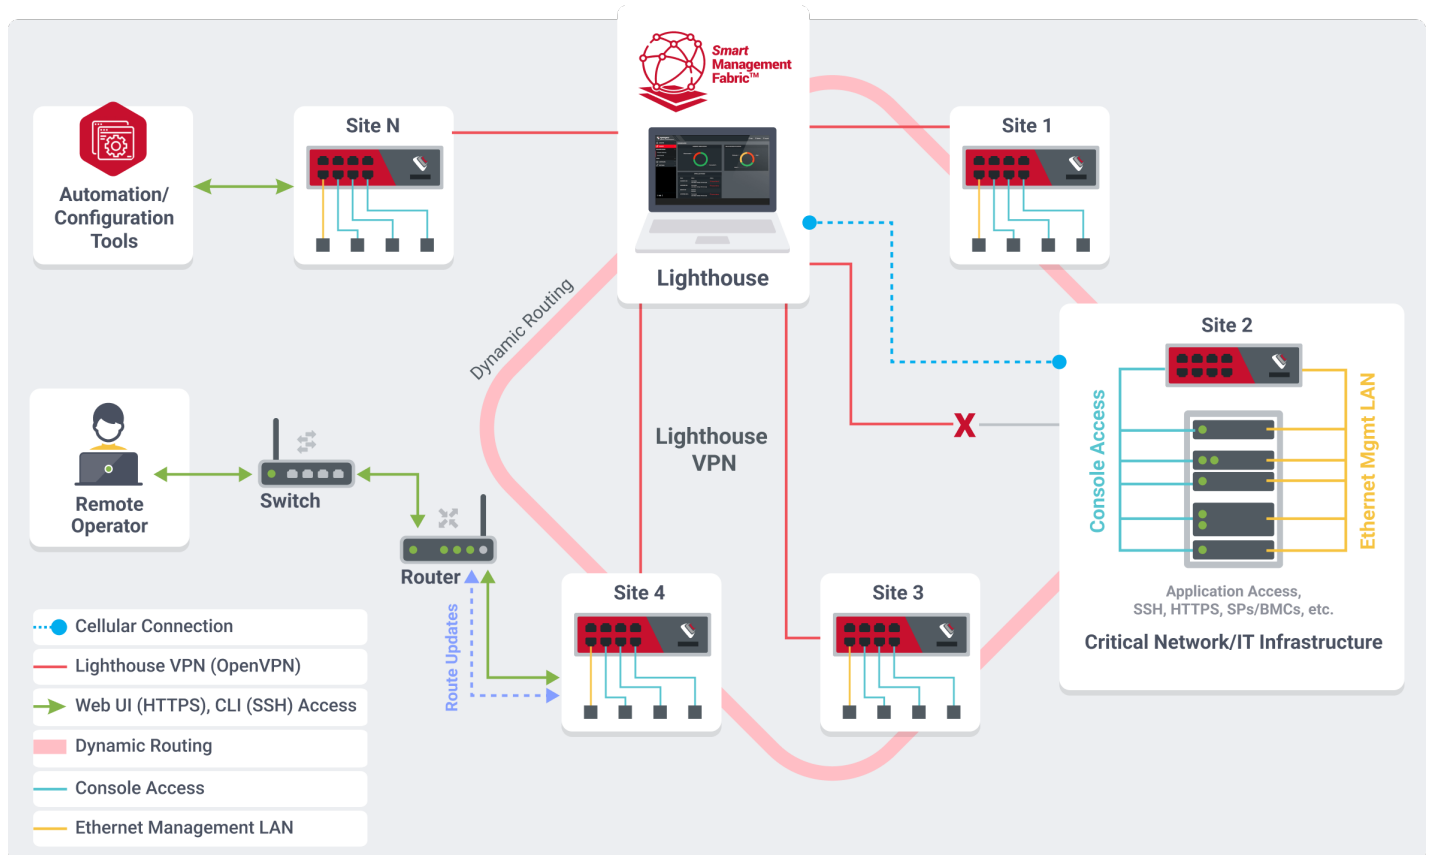 Smart
Management
Fabric™
Site N
Site 1
Automation/
Configuration
Tools
Lighthouse
Dynamic Routing
Site 2
Console Access
Ethernet Mgmt LAN
X
Lighthouse
VPN
Remote
Operator
Switch
Router
Route Updates
Site 4
Site 3
Application Access,
SSH, HTTPS, SPs/BMCs, etc.
Critical Network/IT Infrastructure
Cellular Connection
Lighthouse VPN (OpenVPN)
Web UI (HTTPS), CLI (SSH) Access
Dynamic Routing
Console Access
Ethernet Management LAN